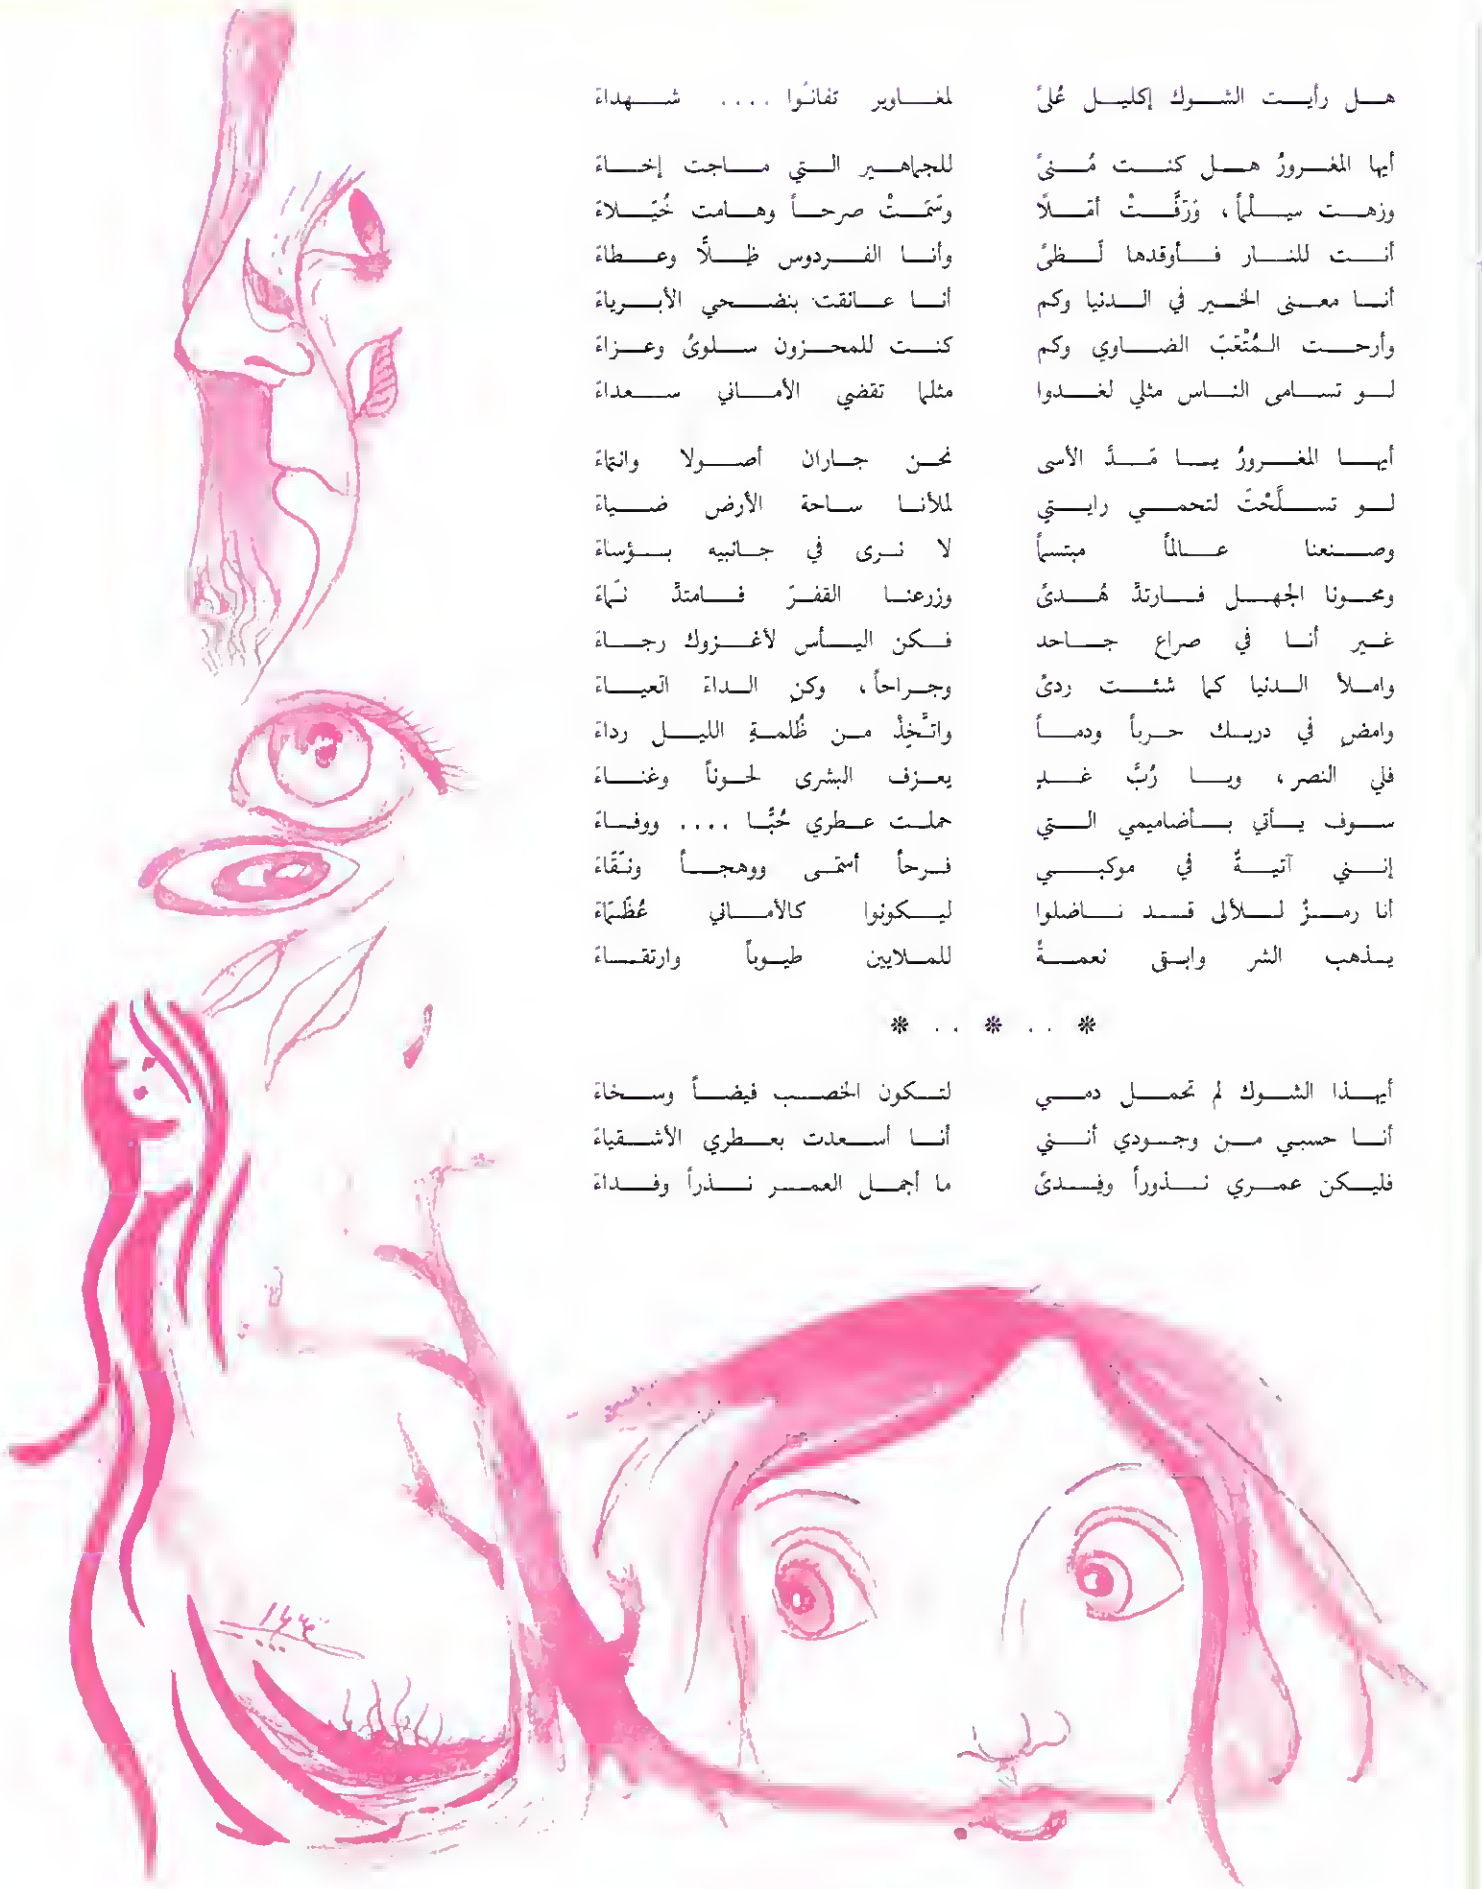 هل رأيت الشوك إكليل عُلىً لمغاوير تفانَوا .... شهداءَ
أيها المغرورُ هل كنت مُنىً للجماهير التي ماجت إخاءَ
وزهت سيلْماً، وَرَفَّتْ أمَلًا وسَمَتْ صرحاً وهامت خُيَلاءَ
أنت للنار فأوقدها لَظىً وأنا الفردوس ظِلًّا وعطاءَ
أنا معنى الخير في الدنيا وكم أنا عانقت بنضحي الأبرياءَ
وأرحت المُتْعَبَ الضاوي وكم كنت للمحزون سلوىً وعزاءَ
لو تسامى الناس مثلي لغدوا مثلما تقضي الأماني سعداءَ
أيها المغرورُ يا مَدَّ الأسى نحن جاران أصولا وانتماءَ
لو تسلَّحْتَ لتحمي رايتي لملأنا ساحة الأرض ضياءَ
وصنعنا عالماً مبتسماً لا نرى في جانبيه بؤساءَ
ومحونا الجهل فارتدَّ هُدىً وزرعنا القفرَ فامتدَّ نَماءَ
غير أنا في صراع جاحد فكن اليأس لأغزوك رجاءَ
واملأ الدنيا كما شئت ردىً وجراحاً، وكنِ الداءَ العياءَ
وامضِ في دربك حرباً ودماً واتَّخِذْ من ظُلمةِ الليل رداءَ
فلي النصر، ويا رُبَّ غدٍ يعزف البشرى لحوناً وغناءَ
سوف يأتي بأضاميمي التي حملت عطري حُبًّا .... ووفاءَ
إنني آتيةٌ في موكبي فرحاً أسمَى ووهجاً ونَقَاءَ
أنا رمزٌ للألى قد ناضلوا ليكونوا كالأماني عُظَمَاءَ
يذهب الشر وابقى نعمةً للملايين طيوباً وارتقاءَ
❊ .. ❊ .. ❊
أيهذا الشوك لم تحمل دمي لتكون الخصب فيضاً وسخاءَ
أنا حسبي من وجودي أنني أنا أسعدت بعطري الأشقياءَ
فليكن عمري نذوراً وفِدىً ما أجمل العمر نذراً وفداءَ